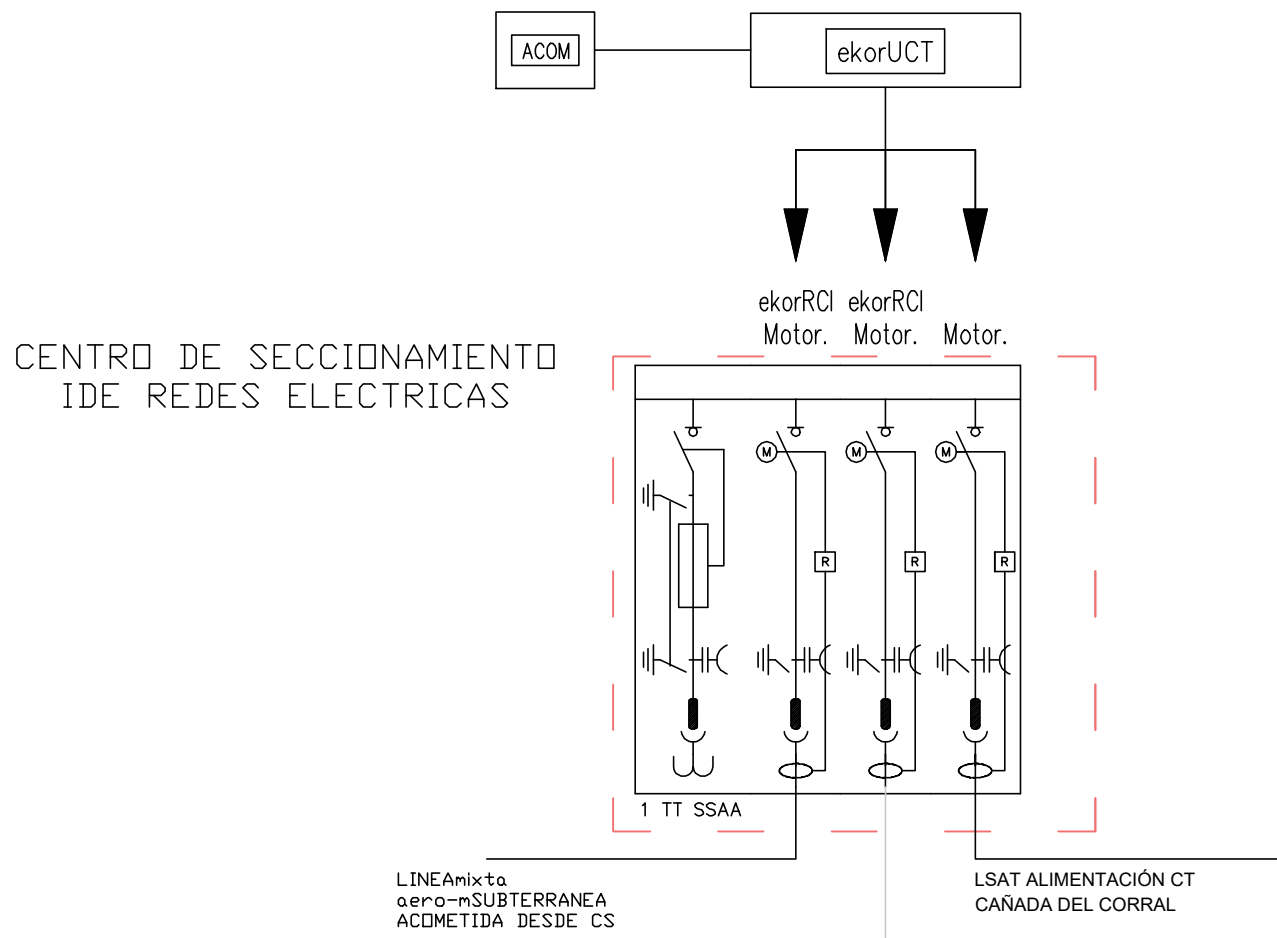 ACOM
ekorUCT
ekorRCI ekorRCI
Motor. Motor. Motor.
CENTRO DE SECCIONAMIENTO
IDE REDES ELECTRICAS
M M M
R R R
1 TT SSAA
LINEAmixta
aero-mSUBTERRANEA
ACOMETIDA DESDE CS
LSAT ALIMENTACIÓN CT
CAÑADA DEL CORRAL